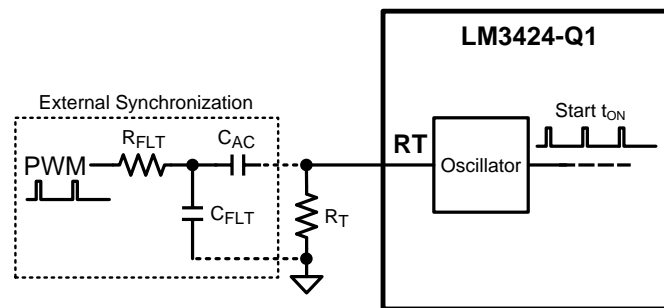 LM3424-Q1
External Synchronization
Start tON
RFLT
CAC
RT
PWM
Oscillator
CFLT
RT